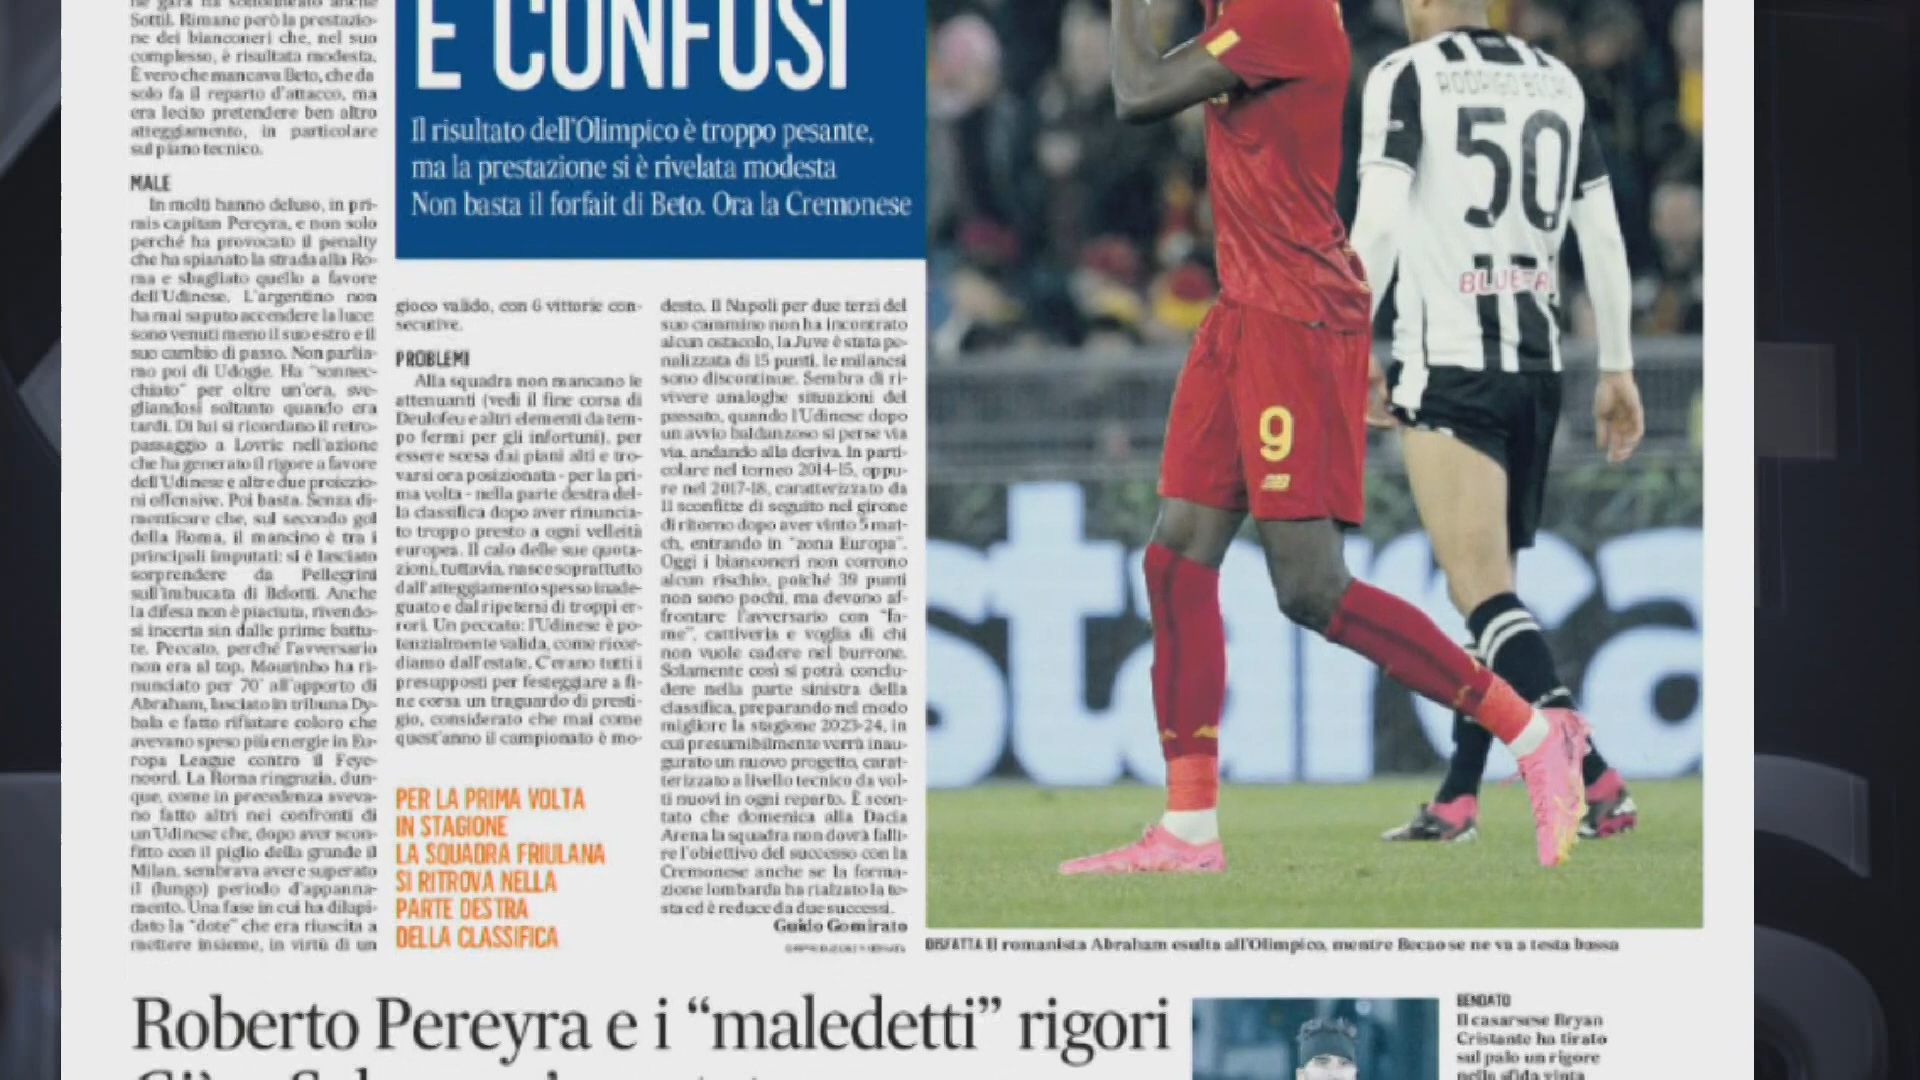 ne gara ha sottolineato anche
Sottil. Rimane però la prestazio-
ne dei bianconeri che, nel suo
complesso, è risultata modesta.
È vero che mancava Beto, che da
solo fa il reparto d'attacco, ma
era lecito pretendere ben altro
atteggiamento, in particolare
sul piano tecnico.
MALE
In molti hanno deluso, in pri-
mis capitan Pereyra, e non solo
perché ha provocato il penalty
che ha spianato la strada alla Ro-
ma e sbagliato quello a favore
dell'Udinese. L'argentino non
ha mai saputo accendere la luce:
sono venuti meno il suo estro e il
suo cambio di passo. Non parlia-
mo poi di Udogie. Ha "sonnec-
chiato" per oltre un'ora, sve-
gliandosi soltanto quando era
tardi. Di lui si ricordano il retro-
passaggio a Lovric nell'azione
che ha generato il rigore a favore
dell'Udinese e altre due proiezio-
ni offensive. Poi basta. Senza di-
menticare che, sul secondo gol
della Roma, il mancino è tra i
principali imputati: si è lasciato
sorprendere da Pellegrini
sull'imbucata di Belotti. Anche
la difesa non è piaciuta, rivendo-
si incerta sin dalle prime battu-
te. Peccato, perché l'avversario
non era al top. Mourinho ha ri-
nunciato per 70' all'apporto di
Abraham, lasciato in tribuna Dy-
bala e fatto rifiatare coloro che
avevano speso più energie in Eu-
ropa League contro il Feye-
noord. La Roma ringrazia, dun-
que, come in precedenza aveva-
no fatto altri nei confronti di
un'Udinese che, dopo aver scon-
fitto con il piglio della grande il
Milan, sembrava avere superato
il (lungo) periodo d'appanna-
mento. Una fase in cui ha dilapi-
dato la "dote" che era riuscita a
mettere insieme, in virtù di un
E CONFUSI
Il risultato dell'Olimpico è troppo pesante,
ma la prestazione si è rivelata modesta
Non basta il forfait di Beto. Ora la Cremonese
gioco valido, con 6 vittorie con-
secutive.
PROBLEMI
Alla squadra non mancano le
attenuanti (vedi il fine corsa di
Deulofeu e altri elementi da tem-
po fermi per gli infortuni), per
essere scesa dai piani alti e tro-
varsi ora posizionata - per la pri-
ma volta - nella parte destra del-
la classifica dopo aver rinuncia-
to troppo presto a ogni velleità
europea. Il calo delle sue quota-
zioni, tuttavia, nasce soprattutto
dall'atteggiamento spesso inade-
guato e dal ripetersi di troppi er-
rori. Un peccato: l'Udinese è po-
tenzialmente valida, come ricor-
diamo dall'estate. C'erano tutti i
presupposti per festeggiare a fi-
ne corsa un traguardo di presti-
gio, considerato che mai come
quest'anno il campionato è mo-
PER LA PRIMA VOLTA
IN STAGIONE
LA SQUADRA FRIULANA
SI RITROVA NELLA
PARTE DESTRA
DELLA CLASSIFICA
desto. Il Napoli per due terzi del
suo cammino non ha incontrato
alcun ostacolo, la Juve è stata pe-
nalizzata di 15 punti, le milanesi
sono discontinue. Sembra di ri-
vivere analoghe situazioni del
passato, quando l'Udinese dopo
un avvio baldanzoso si perse via
via, andando alla deriva. In parti-
colare nel torneo 2014-15, oppu-
re nel 2017-18, caratterizzato da
11 sconfitte di seguito nel girone
di ritorno dopo aver vinto 5 mat-
ch, entrando in "zona Europa".
Oggi i bianconeri non corrono
alcun rischio, poiché 39 punti
non sono pochi, ma devono af-
frontare l'avversario con "fa-
me", cattiveria e voglia di chi
non vuole cadere nel burrone.
Solamente così si potrà conclu-
dere nella parte sinistra della
classifica, preparando nel modo
migliore la stagione 2023-24, in
cui presumibilmente verrà inau-
gurato un nuovo progetto, carat-
terizzato a livello tecnico da vol-
ti nuovi in ogni reparto. È scon-
tato che domenica alla Dacia
Arena la squadra non dovrà falli-
re l'obiettivo del successo con la
Cremonese anche se la forma-
zione lombarda ha rialzato la te-
sta ed è reduce da due successi.
Guido Gomirato
RODRIGO BECAO
50
9
DISFATTA Il romanista Abraham esulta all'Olimpico, mentre Becao se ne va a testa bassa
Roberto Pereyra e i "maledetti" rigori
BENDATO
Il casarsese Bryan
Cristante ha tirato
sul palo un rigore
nella sfida vinta